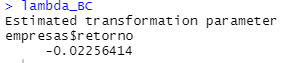 > lambda_BC
Estimated transformation parameter
empresas$retorno
-0.02256414